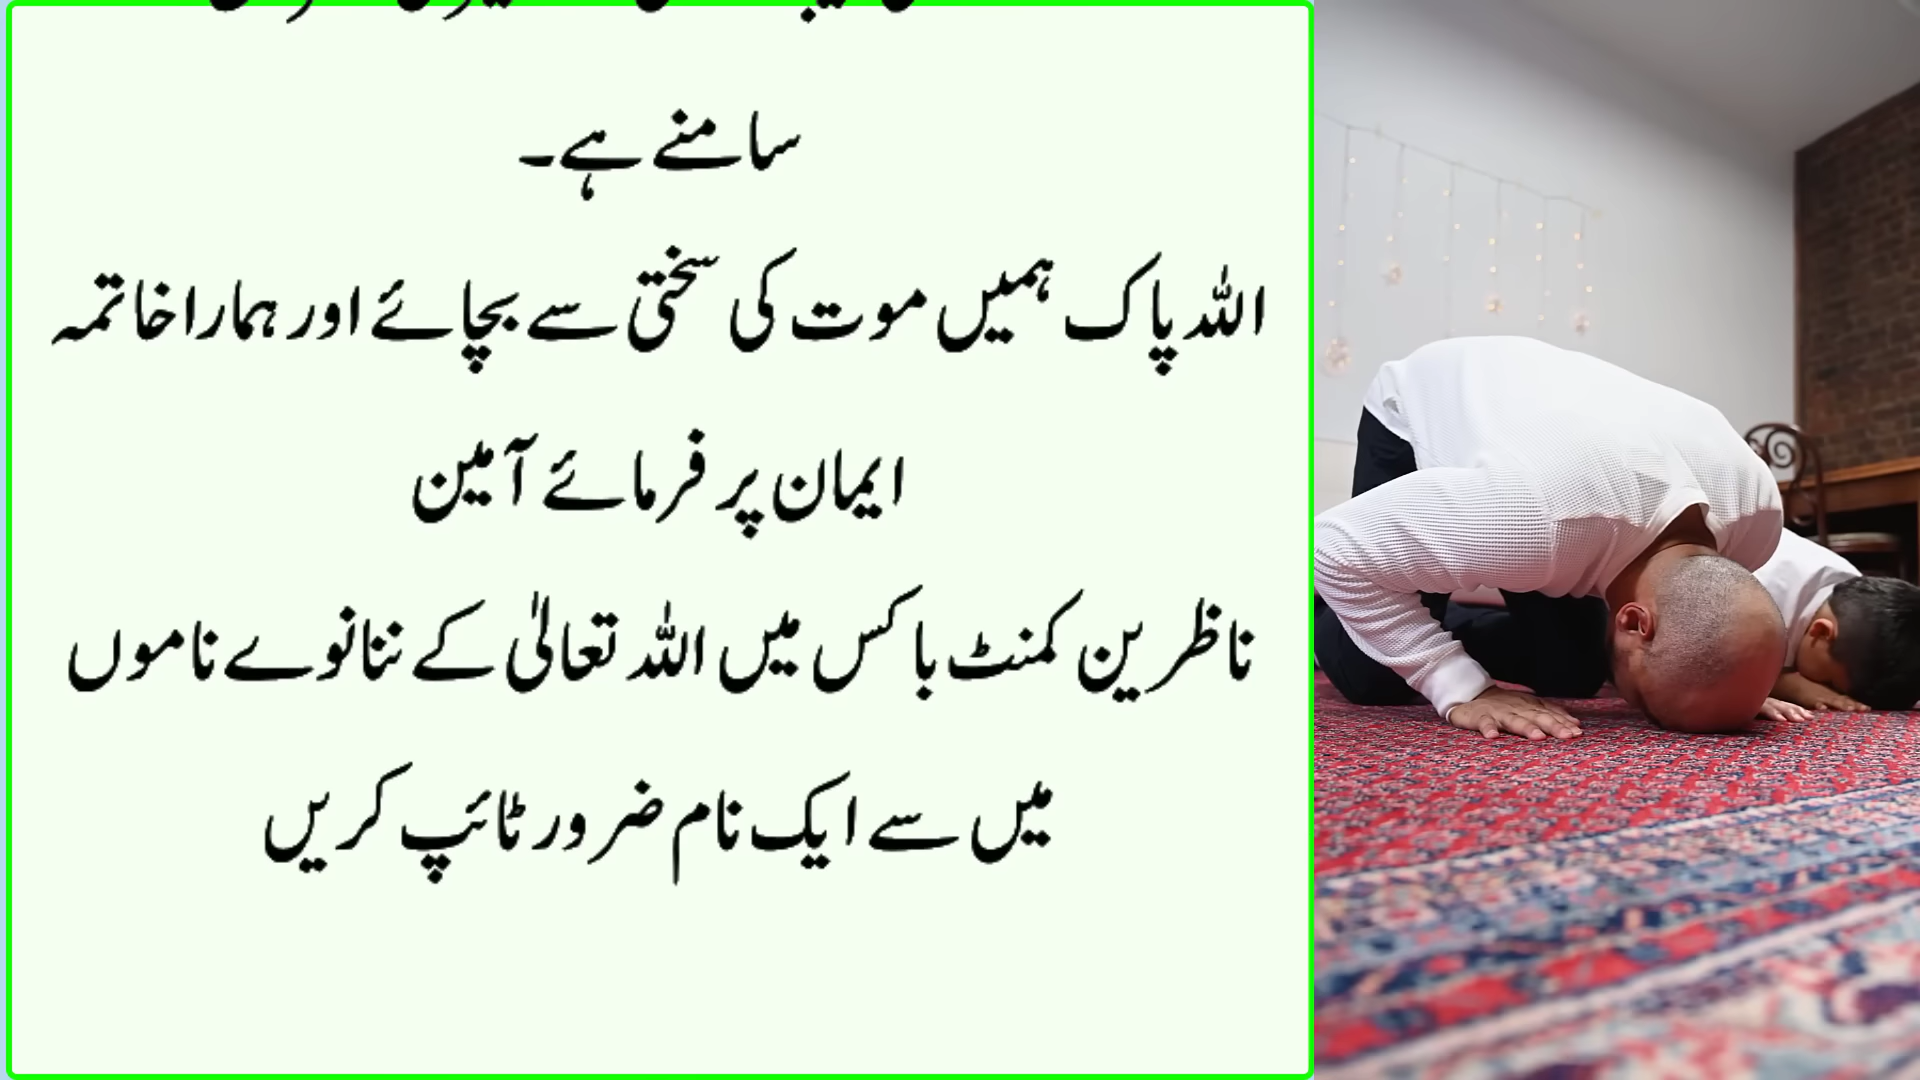 سامنے ہے۔
اللہ پاک ہمیں موت کی سختی سے بچائے اور ہمارا خاتمہ
ایمان پر فرمائے آمین
ناظرین کمنٹ باکس میں اللہ تعالیٰ کے ننانوے ناموں
میں سے ایک نام ضرور ٹائپ کریں